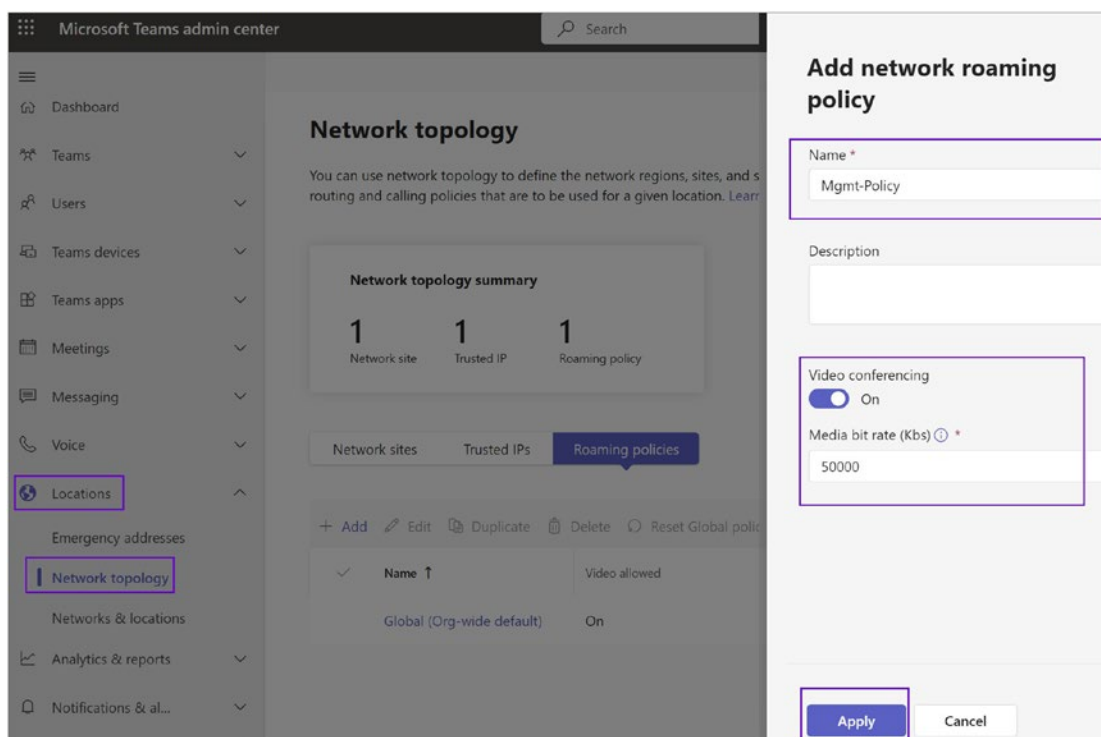 Microsoft Teams admin center
Search
Dashboard
Teams
Users
Teams devices
Teams apps
Meetings
Messaging
Voice
Locations
Emergency addresses
Network topology
Networks & locations
Analytics & reports
Notifications & al...
Network topology
You can use network topology to define the network regions, sites, and s
routing and calling policies that are to be used for a given location. Lear
Network topology summary
1 1 1
Network site Trusted IP Roaming policy
Network sites Trusted IPs Roaming policies
+ Add Edit Duplicate Delete Reset Global polic
Name ↑ Video allowed
Global (Org-wide default) On
Add network roaming
policy
Name *
Mgmt-Policy
Description
Video conferencing
On
Media bit rate (Kbs) *
50000
Apply Cancel